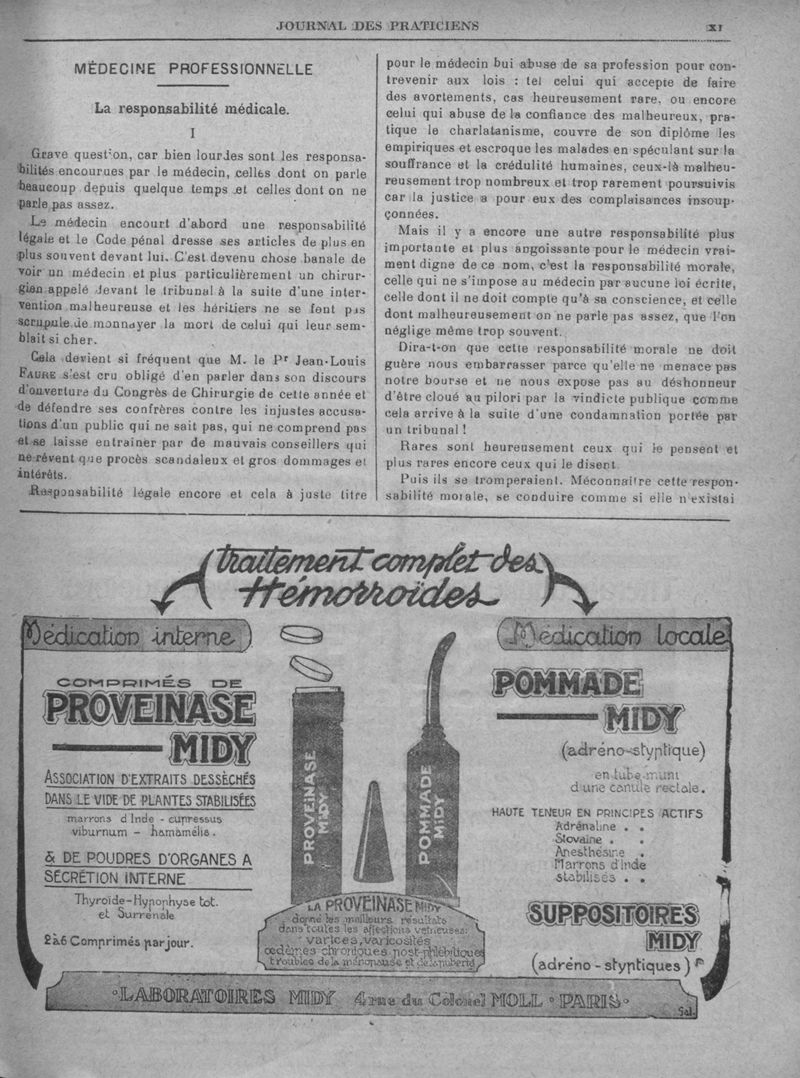 JOURNAL DES PRATICIENS
XI
MÉDECINE PROFESSIONNELLE
La responsabilité médicale.
I
Grave question, car bien lourdes sont les responsa-
bilités encourues par le médecin, celles dont on parle
beaucoup depuis quelque temps et celles dont on ne
parle pas assez.
Le médecin encourt d'abord une responsabilité
légale et le Code pénal dresse ses articles de plus en
plus souvent devant lui. C'est devenu chose banale de
voir un médecin et plus particulièrement un chirur-
gien appelé devant le tribunal à la suite d'une inter-
vention malheureuse et les héritiers ne se font pas
scrupule de monnayer la mort de celui qui leur sem-
blait si cher.
Cela devient si fréquent que M. le Pr Jean-Louis
FAURE s'est cru obligé d'en parler dans son discours
d'ouverture du Congrès de Chirurgie de cette année et
de défendre ses confrères contre les injustes accusa-
tions d'un public qui ne sait pas, qui ne comprend pas
et se laisse entrainer par de mauvais conseillers qui
ne rêvent que procès scandaleux et gros dommages et
intérêts.
Responsabilité légale encore et cela à juste titre
pour le médecin bui abuse de sa profession pour con-
trevenir aux lois : tel celui qui accepte de faire
des avortements, cas heureusement rare, ou encore
celui qui abuse de la confiance des malheureux, pra-
tique le charlatanisme, couvre de son diplôme les
empiriques et escroque les malades en spéculant sur la
souffrance et la crédulité humaines, ceux-là malheu-
reusement trop nombreux et trop rarement poursuivis
car la justice a pour eux des complaisances insoup-
çonnées.
Mais il y a encore une autre responsabilité plus
importante et plus angoissante pour le médecin vrai-
ment digne de ce nom, c'est la responsabilité morale,
celle qui ne s'impose au médecin par aucune loi écrite,
celle dont il ne doit compte qu'à sa conscience, et celle
dont malheureusement on ne parle pas assez, que l'on
néglige même trop souvent.
Dira-t-on que cette responsabilité morale ne doit
guère nous embarrasser parce qu'elle ne menace pas
notre bourse et ne nous expose pas au déshonneur
d'être cloué au pilori par la vindicte publique comme
cela arrive à la suite d'une condamnation portée par
un tribunal !
Rares sont heureusement ceux qui le pensent et
plus rares encore ceux qui le disent.
Puis ils se tromperaient. Méconnaître cette respon-
sabilité morale, se conduire comme si elle n'existai
traitement complet des
Hémorroïdes
Médication interne
COMPRIMÉS DE
PROVEINASE
MIDY
ASSOCIATION D'EXTRAITS DESSÈCHÉS
DANS LE VIDE DE PLANTES STABILISÉES
marrons d'Inde - cupressus
viburnum - hamamélis.
& DE POUDRES D'ORGANES A
SÉCRÉTION INTERNE
Thyroïde-Hypophyse tot.
et Surrénale
2 à 6 Comprimés par jour.
PROVEINASE
MIDY
POMMADE
MIDY
LA PROVEINASE MIDY
donne les meilleurs résultats
dans toutes les affections veineuses:
varices, varicosités
œdèmes chroniques post-phlébitiques
troubles de la ménopause et de la puberté
Médication locale
POMMADE
MIDY
(adréno-styptique)
en tube muni
d'une canule rectale.
HAUTE TENEUR EN PRINCIPES ACTIFS
Adrénaline . .
Stovaïne . .
Anesthésine .
Marrons d'Inde
stabilisés . .
SUPPOSITOIRES
MIDY
(adréno-styptiques)
LABORATOIRES MIDY 4 rue du Colonel MOLL PARIS
Gal.